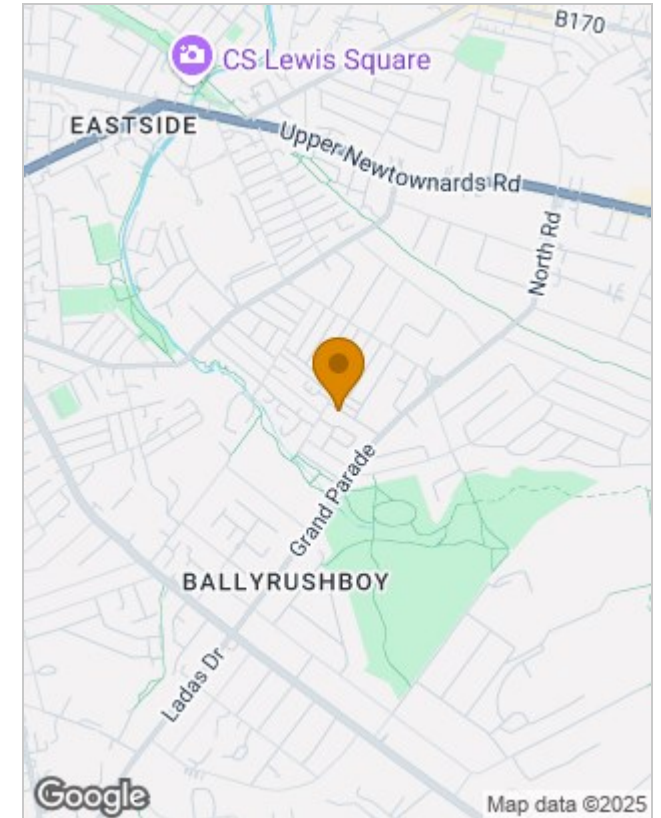 B170
CS Lewis Square
EASTSIDE
Upper Newtownards Rd
North Rd
Grand Parade
BALLYRUSHBOY
Ladas Dr
Google
Map data ©2025